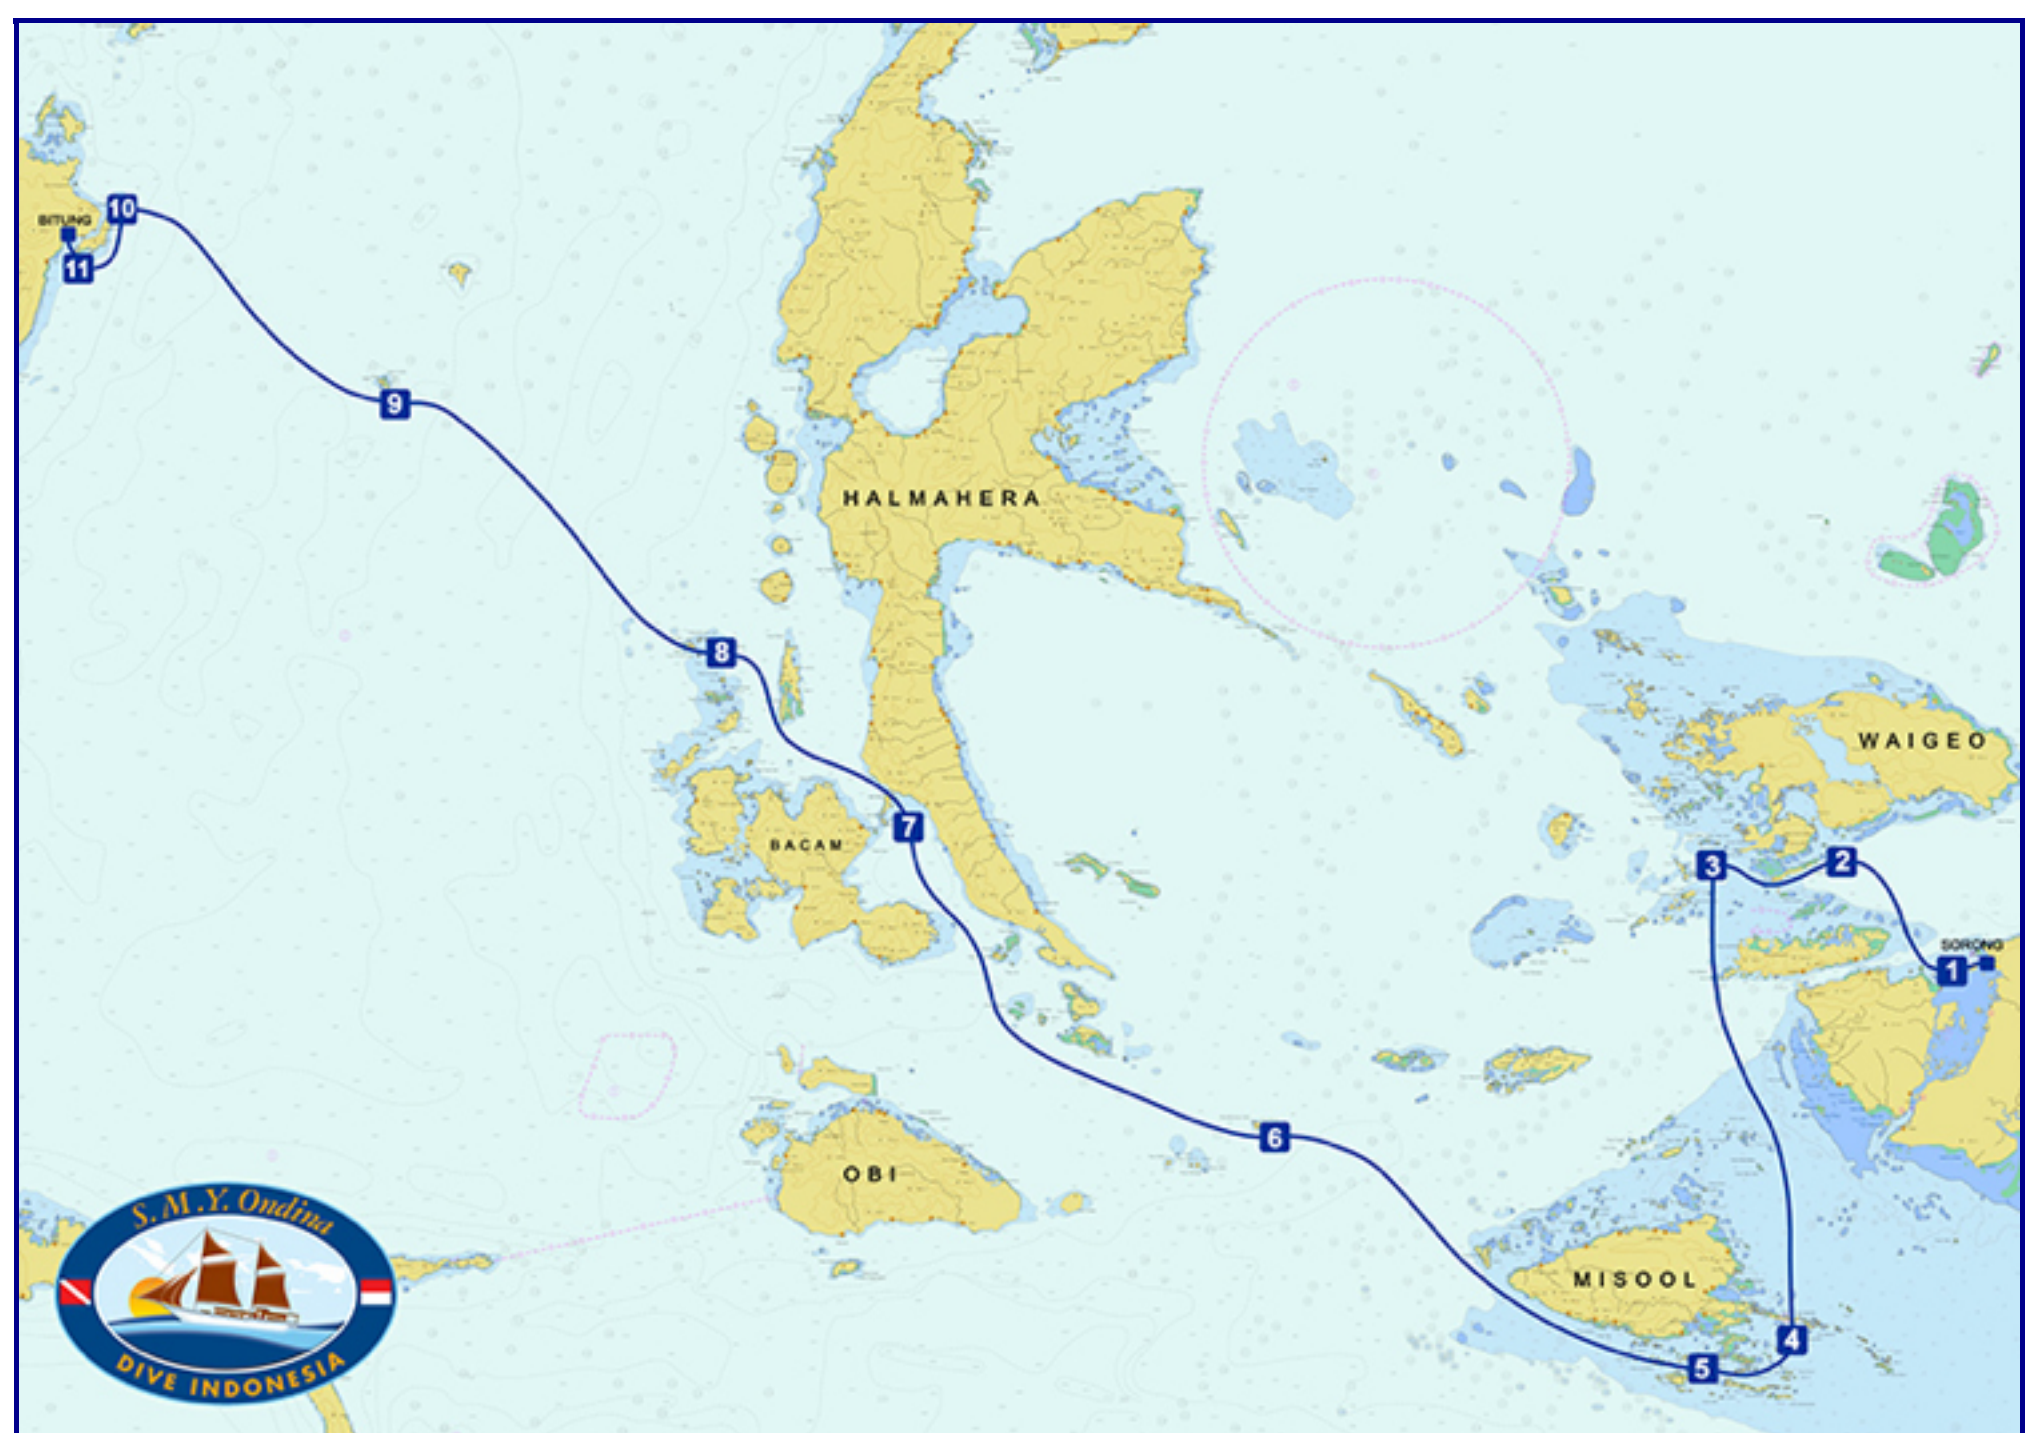 BITUNG
10
11
9
HALMAHERA
8
WAIGEO
7
BACAM
3
2
SORONG
1
6
OBI
MISOOL
4
5
S.M.Y. Ondina
DIVE INDONESIA